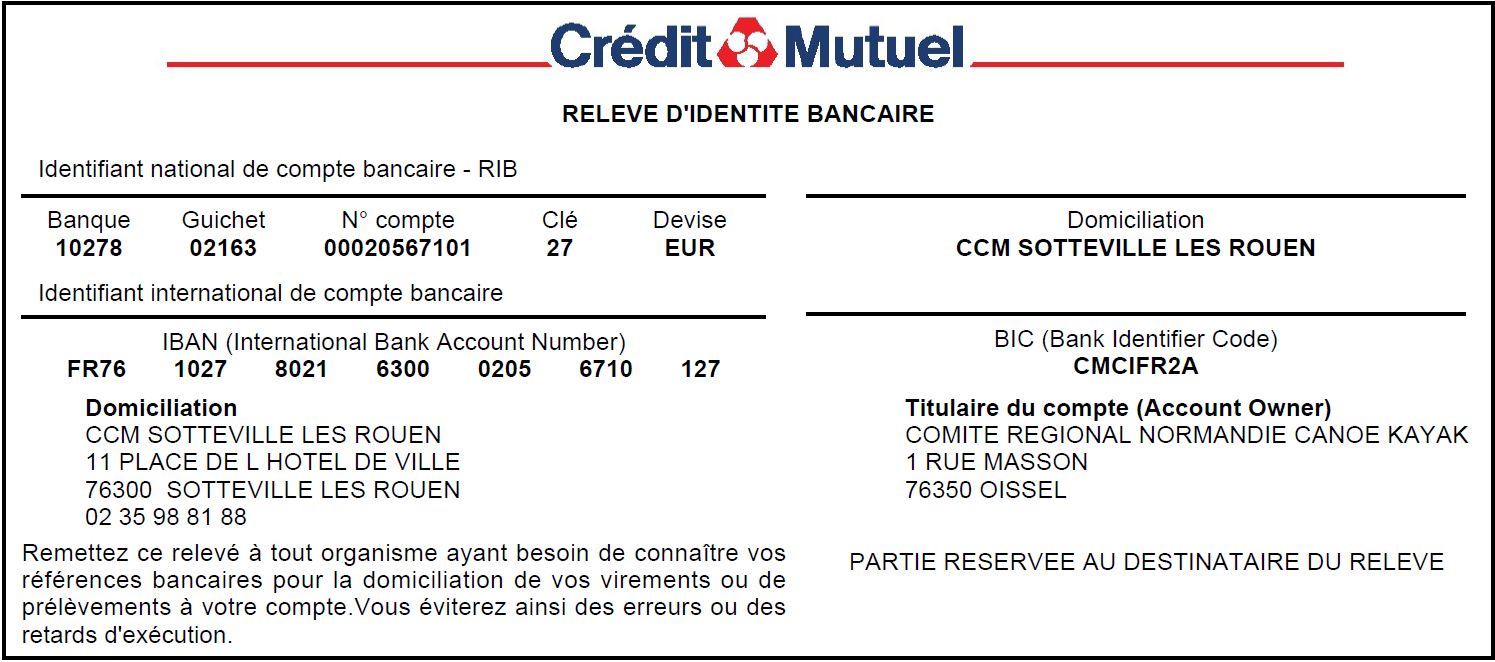 Crédit Mutuel
RELEVE D'IDENTITE BANCAIRE
Identifiant national de compte bancaire - RIB
Banque Guichet N° compte Clé Devise
10278 02163 00020567101 27 EUR
Domiciliation
CCM SOTTEVILLE LES ROUEN
Identifiant international de compte bancaire
IBAN (International Bank Account Number)
FR76 1027 8021 6300 0205 6710 127
BIC (Bank Identifier Code)
CMCIFR2A
Domiciliation
CCM SOTTEVILLE LES ROUEN
11 PLACE DE L HOTEL DE VILLE
76300 SOTTEVILLE LES ROUEN
02 35 98 81 88
Titulaire du compte (Account Owner)
COMITE REGIONAL NORMANDIE CANOE KAYAK
1 RUE MASSON
76350 OISSEL
Remettez ce relevé à tout organisme ayant besoin de connaître vos
références bancaires pour la domiciliation de vos virements ou de
prélèvements à votre compte.Vous éviterez ainsi des erreurs ou des
retards d'exécution.
PARTIE RESERVEE AU DESTINATAIRE DU RELEVE